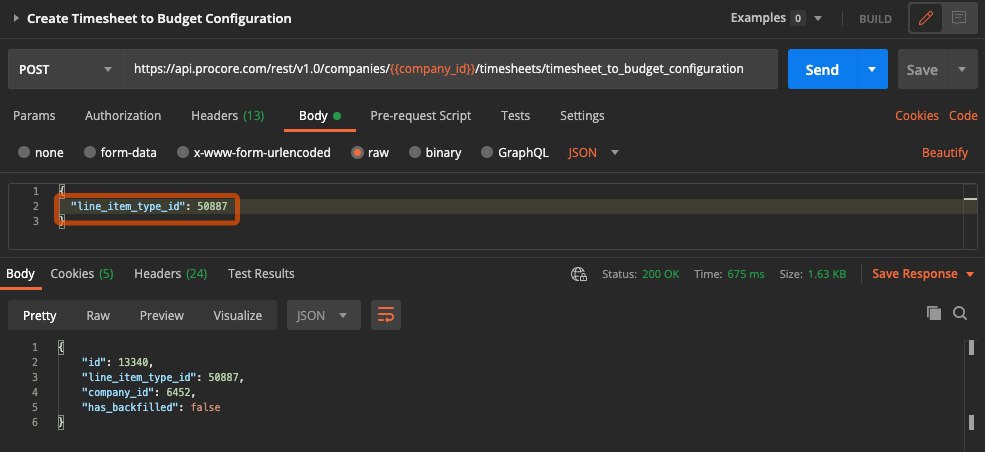 Create Timesheet to Budget Configuration
Examples 0
BUILD
POST
https://api.procore.com/rest/v1.0/companies/{{company_id}}/timesheets/timesheet_to_budget_configuration
Send
Save
Params Authorization Headers (13) Body Pre-request Script Tests Settings Cookies Code
none form-data x-www-form-urlencoded raw binary GraphQL JSON Beautify
1 {
2 "line_item_type_id": 50887
3 }
Body Cookies (5) Headers (24) Test Results Status: 200 OK Time: 675 ms Size: 1.63 KB Save Response
Pretty Raw Preview Visualize JSON
1 {
2 "id": 13340,
3 "line_item_type_id": 50887,
4 "company_id": 6452,
5 "has_backfilled": false
6 }